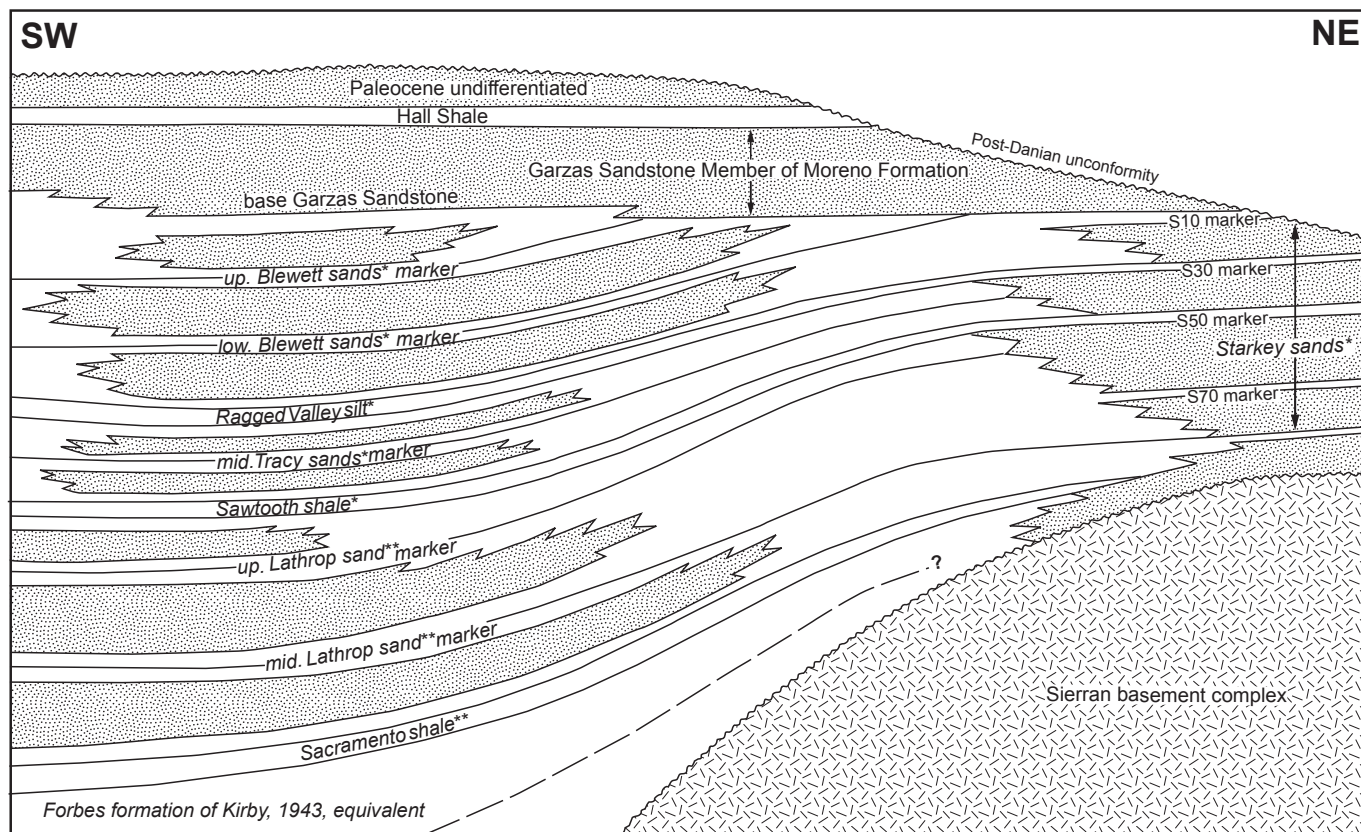 SW
NE
Paleocene undifferentiated
Hall Shale
Post-Danian unconformity
Garzas Sandstone Member of Moreno Formation
base Garzas Sandstone
S10 marker
up. Blewett sands* marker
S30 marker
S50 marker
low. Blewett sands* marker
Starkey sands*
S70 marker
Ragged Valley silt*
mid. Tracy sands* marker
Sawtooth shale*
up. Lathrop sand** marker
?
mid. Lathrop sand** marker
Sierran basement complex
Sacramento shale**
Forbes formation of Kirby, 1943, equivalent